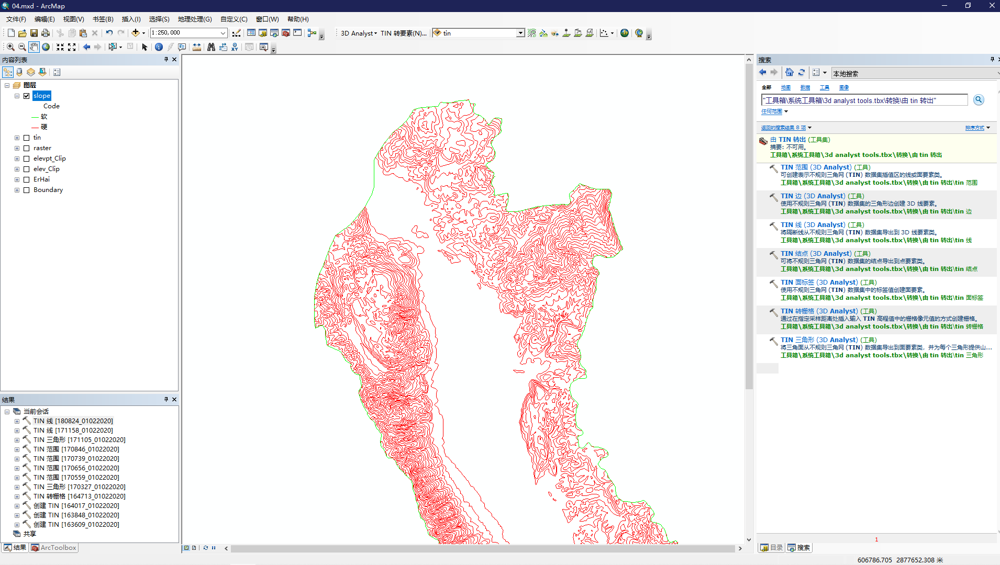 04.mxd - ArcMap
文件(F) 编辑(E) 视图(V) 书签(B) 插入(I) 选择(S) 地理处理(G) 自定义(C) 窗口(W) 帮助(H)
1:250,000
3D Analyst TIN 转要素(N)... tin
内容列表
图层
slope
Code
软
硬
tin
raster
elevpt_Clip
elev_Clip
ErHai
Boundary
结果
当前会话
TIN 线 [180824_01022020]
TIN 线 [171158_01022020]
TIN 三角形 [171105_01022020]
TIN 范围 [170846_01022020]
TIN 范围 [170739_01022020]
TIN 范围 [170656_01022020]
TIN 范围 [170559_01022020]
TIN 三角形 [170327_01022020]
TIN 转栅格 [164713_01022020]
创建 TIN [164017_01022020]
创建 TIN [163848_01022020]
创建 TIN [163609_01022020]
共享
结果 ArcToolbox
搜索
本地搜索
全部 地图 数据 工具 图像
"工具箱\系统工具箱\3d analyst tools.tbx\转换\由 tin 转出"
任何范围
返回的搜索结果 8 项 排序方式
由 TIN 转出 (工具集)
摘要: 不可用。
工具箱\系统工具箱\3d analyst tools.tbx\转换\由 tin 转出
TIN 范围 (3D Analyst) (工具)
可创建表示不规则三角网 (TIN) 数据集插值区的线或面要素类。
工具箱\系统工具箱\3d analyst tools.tbx\转换\由 tin 转出\tin 范围
TIN 边 (3D Analyst) (工具)
使用不规则三角网 (TIN) 数据集的三角形边创建 3D 线要素。
工具箱\系统工具箱\3d analyst tools.tbx\转换\由 tin 转出\tin 边
TIN 线 (3D Analyst) (工具)
将隔断线从不规则三角网 (TIN) 数据集导出到 3D 线要素类。
工具箱\系统工具箱\3d analyst tools.tbx\转换\由 tin 转出\tin 线
TIN 结点 (3D Analyst) (工具)
可将不规则三角网 (TIN) 数据集的结点导出到点要素类。
工具箱\系统工具箱\3d analyst tools.tbx\转换\由 tin 转出\tin 结点
TIN 面标签 (3D Analyst) (工具)
使用不规则三角网 (TIN) 数据集中的标签值创建面要素。
工具箱\系统工具箱\3d analyst tools.tbx\转换\由 tin 转出\tin 面标签
TIN 转栅格 (3D Analyst) (工具)
通过在指定采样距离处插入输入 TIN 高程值中的栅格像元值的方式创建栅格。
工具箱\系统工具箱\3d analyst tools.tbx\转换\由 tin 转出\tin 转栅格
TIN 三角形 (3D Analyst) (工具)
将三角面从不规则三角网 (TIN) 数据集导出到面要素类，并为每个三角形提供山...
工具箱\系统工具箱\3d analyst tools.tbx\转换\由 tin 转出\tin 三角形
1
目录 搜索
606786.705 2877652.308 米